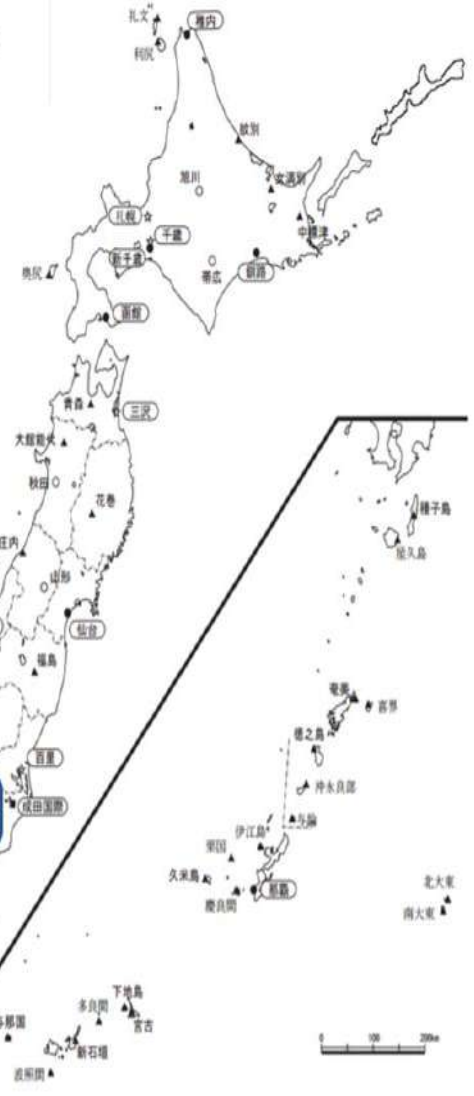 礼文
稚内
利尻
紋別
旭川
女満別
札幌
中標津
千歳
新千歳
奥尻
帯広
釧路
函館
青森
三沢
大館能代
秋田
花巻
庄内
山形
仙台
福島
百里
成田国際
種子島
屋久島
奄美
喜界
徳之島
沖永良部
与論
伊江島
粟国
久米島
慶良間
那覇
北大東
南大東
下地島
多良間
宮古
与那国
新石垣
波照間
0 100 200km